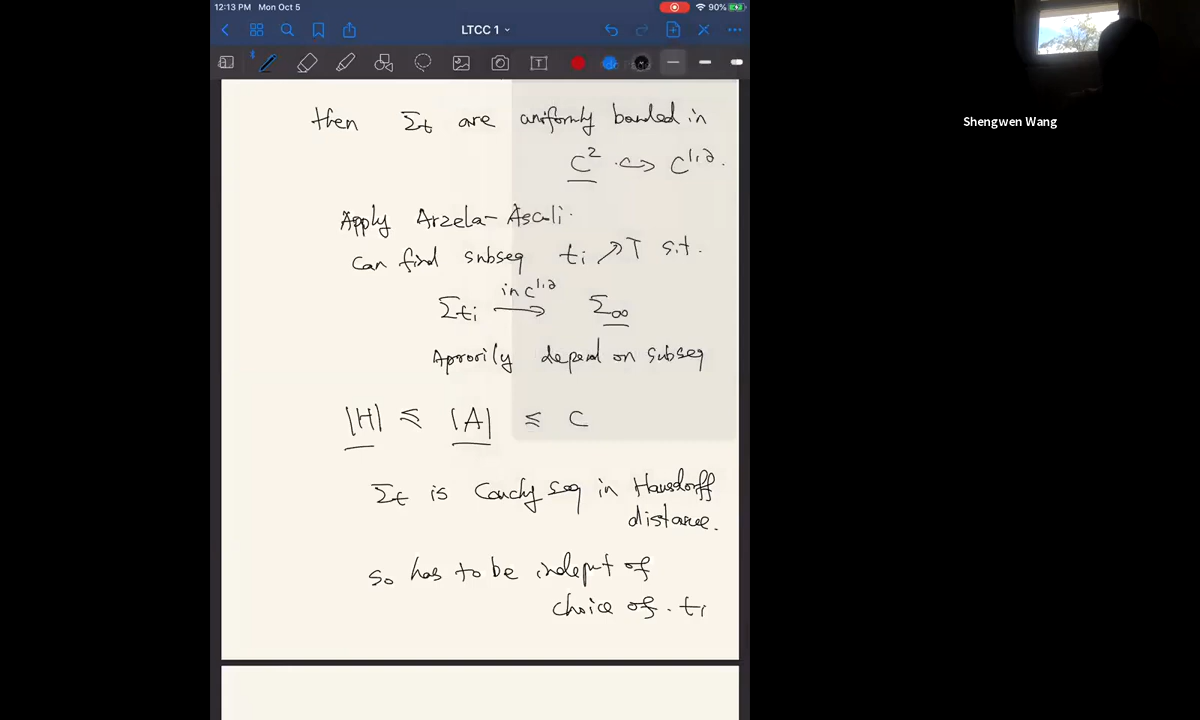 12:13 PM Mon Oct 5
90%
LTCC 1
then Σt are uniformly bounded in
C² ↪ C^{1,α}.
Apply Arzela-Ascoli.
can find subseq ti ↗ T s.t.
Σti → in C^{1,α} Σ∞
Aprorily depend on subseq
|H| ≤ |A| ≤ C
Σt is Cauchy seq in Hausdorff
distance.
so has to be indept of
choice of. ti
Shengwen Wang